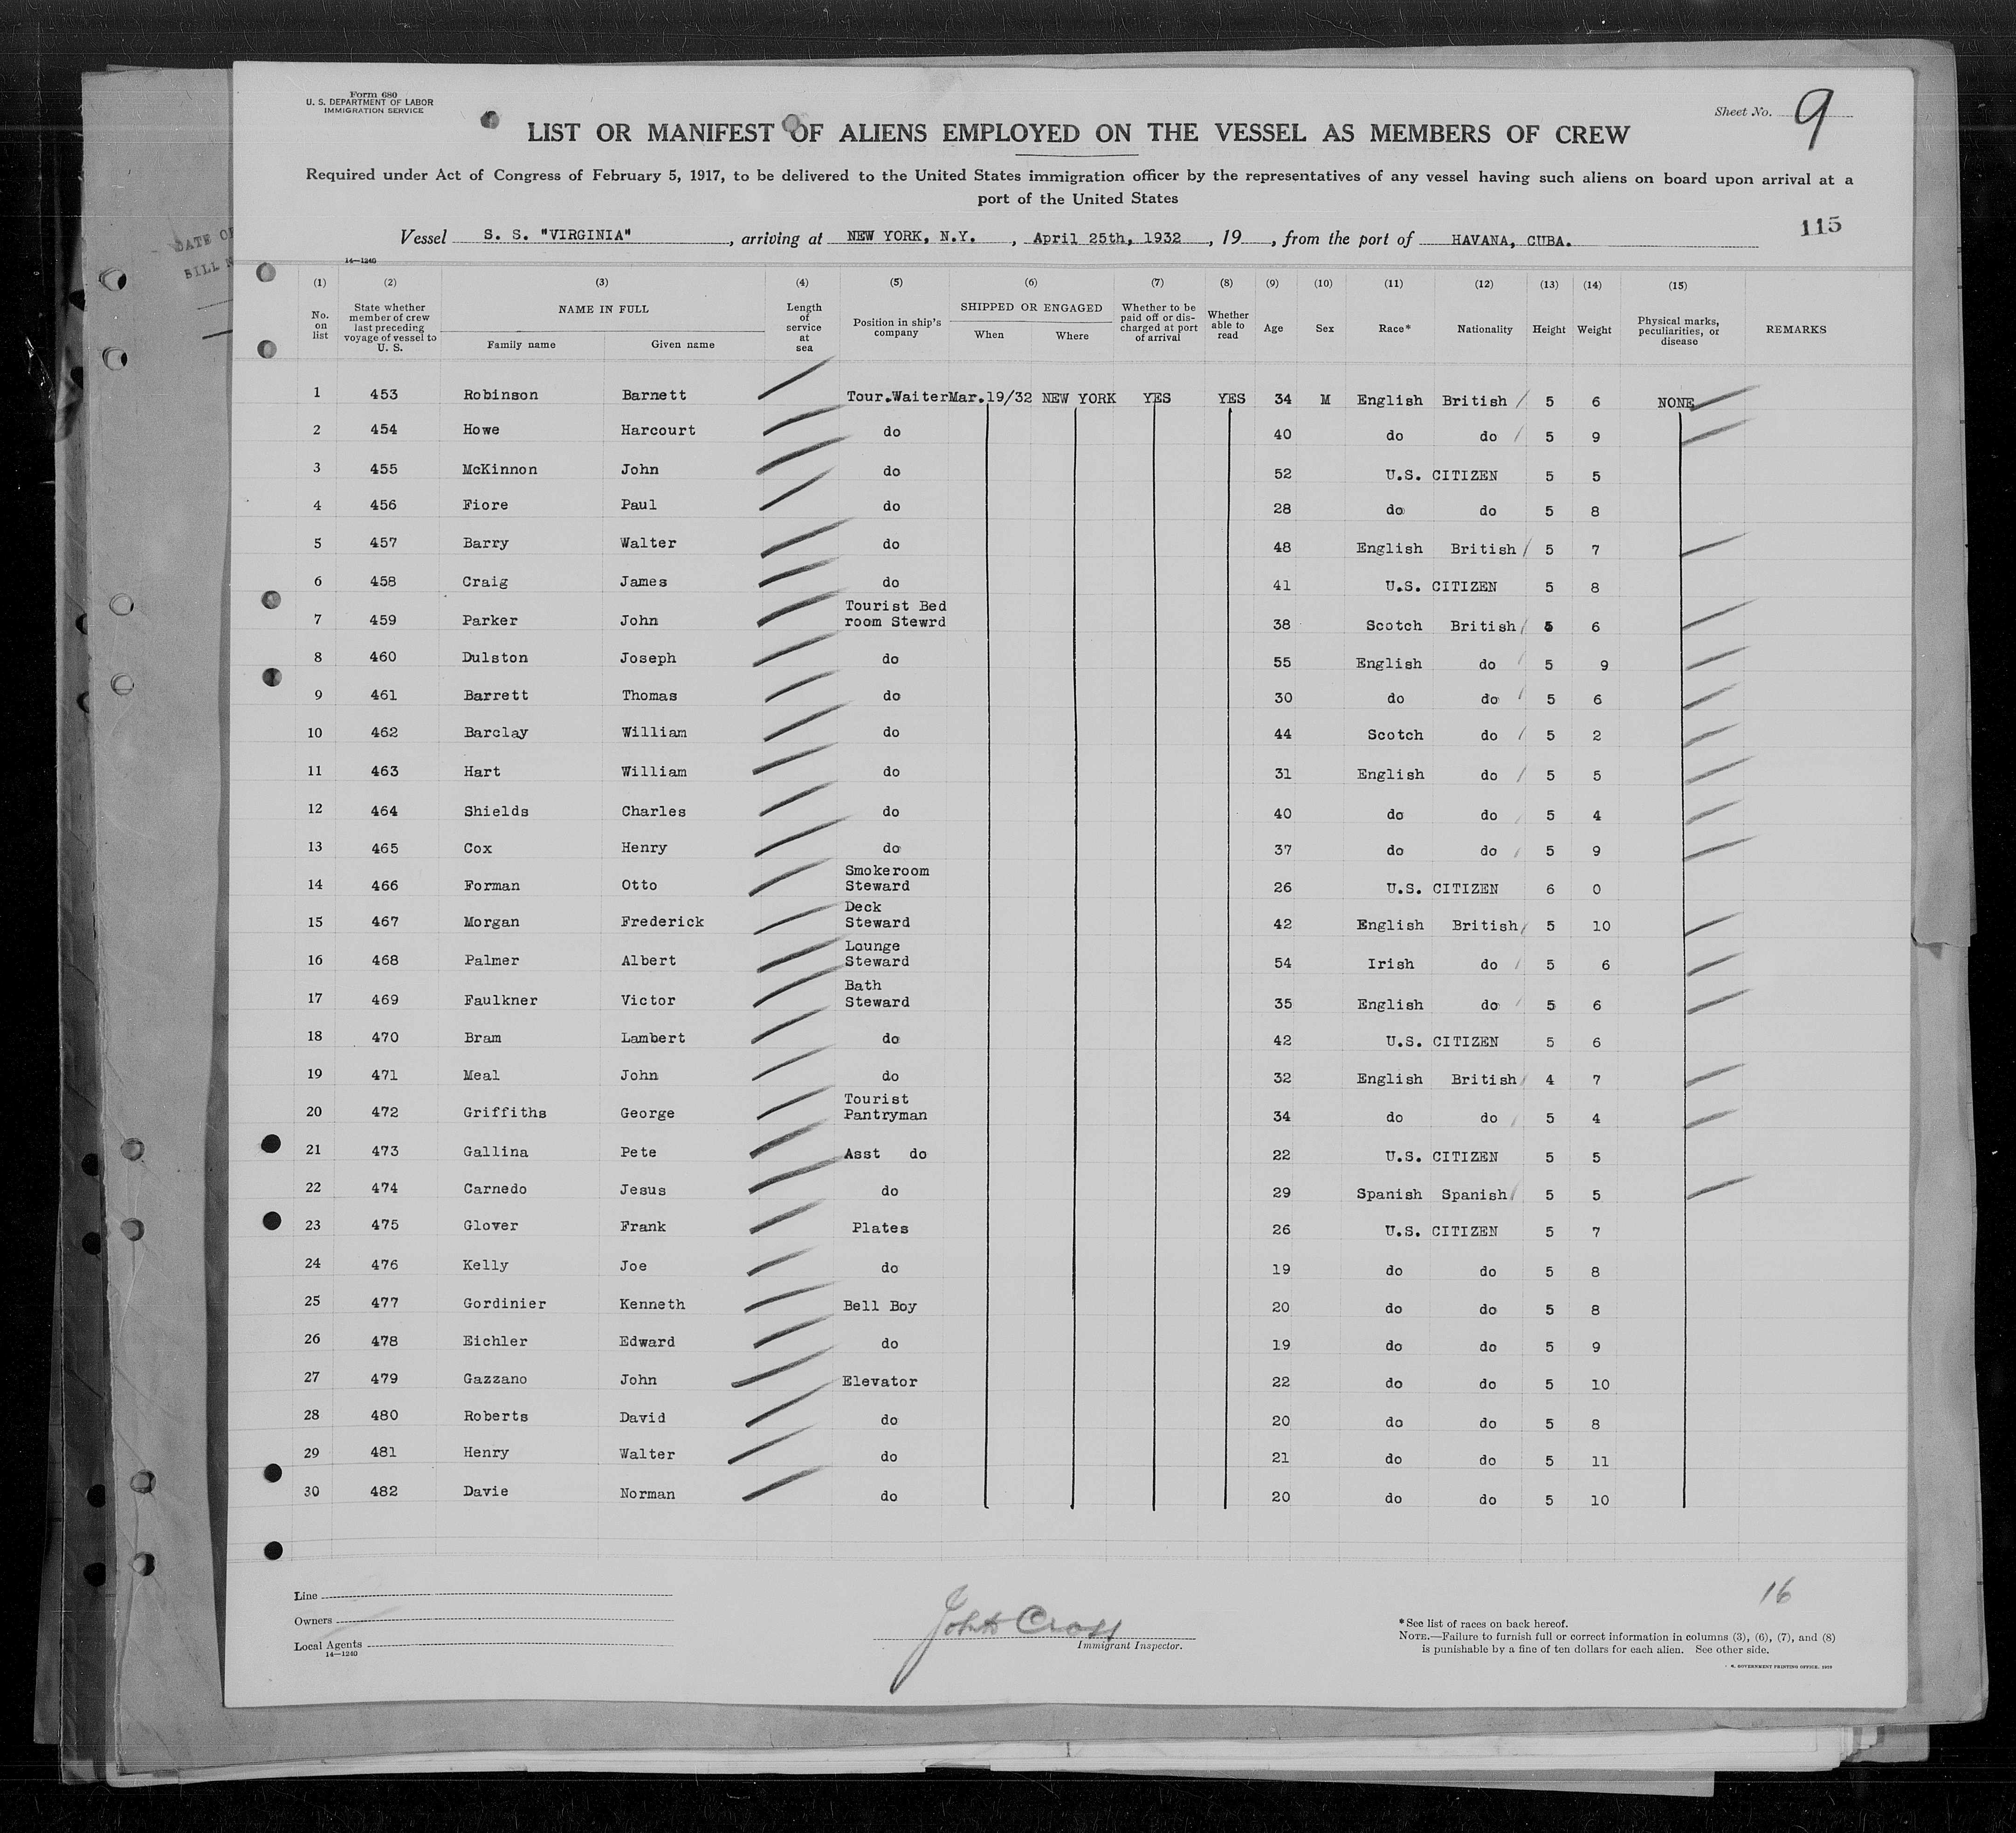 Form 680
U. S. DEPARTMENT OF LABOR
IMMIGRATION SERVICE
Sheet No. 9
LIST OR MANIFEST OF ALIENS EMPLOYED ON THE VESSEL AS MEMBERS OF CREW
Required under Act of Congress of February 5, 1917, to be delivered to the United States immigration officer by the representatives of any vessel having such aliens on board upon arrival at a
port of the United States
115
Vessel S. S. "VIRGINIA", arriving at NEW YORK, N.Y., April 25th, 1932, 19, from the port of HAVANA, CUBA.
DATE OF
BILL N
14—1240
(1) (2) (3) (4) (5) (6) (7) (8) (9) (10) (11) (12) (13) (14) (15)
No. on list State whether member of crew last preceding voyage of vessel to U. S. NAME IN FULL Family name Given name Length of service at sea Position in ship's company SHIPPED OR ENGAGED When Where Whether to be paid off or discharged at port of arrival Whether able to read Age Sex Race* Nationality Height Weight Physical marks, peculiarities, or disease REMARKS
1 453 Robinson Barnett Tour.Waiter Mar.19/32 NEW YORK YES YES 34 M English British 5 6 NONE
2 454 Howe Harcourt do 40 do do 5 9
3 455 McKinnon John do 52 U.S. CITIZEN 5 5
4 456 Fiore Paul do 28 do do 5 8
5 457 Barry Walter do 48 English British 5 7
6 458 Craig James do 41 U.S. CITIZEN 5 8
7 459 Parker John Tourist Bed room Stewrd 38 Scotch British 5 6
8 460 Dulston Joseph do 55 English do 5 9
9 461 Barrett Thomas do 30 do do 5 6
10 462 Barclay William do 44 Scotch do 5 2
11 463 Hart William do 31 English do 5 5
12 464 Shields Charles do 40 do do 5 4
13 465 Cox Henry do 37 do do 5 9
14 466 Forman Otto Smokeroom Steward 26 U.S. CITIZEN 6 0
15 467 Morgan Frederick Deck Steward 42 English British 5 10
16 468 Palmer Albert Lounge Steward 54 Irish do 5 6
17 469 Faulkner Victor Bath Steward 35 English do 5 6
18 470 Bram Lambert do 42 U.S. CITIZEN 5 6
19 471 Meal John do 32 English British 4 7
20 472 Griffiths George Tourist Pantryman 34 do do 5 4
21 473 Gallina Pete Asst do 22 U.S. CITIZEN 5 5
22 474 Carnedo Jesus do 29 Spanish Spanish 5 5
23 475 Glover Frank Plates 26 U.S. CITIZEN 5 7
24 476 Kelly Joe do 19 do do 5 8
25 477 Gordinier Kenneth Bell Boy 20 do do 5 8
26 478 Eichler Edward do 19 do do 5 9
27 479 Gazzano John Elevator 22 do do 5 10
28 480 Roberts David do 20 do do 5 8
29 481 Henry Walter do 21 do do 5 11
30 482 Davie Norman do 20 do do 5 10
16
Line
Owners
Local Agents
14—1240
John Cross
Immigrant Inspector.
*See list of races on back hereof.
NOTE.—Failure to furnish full or correct information in columns (3), (6), (7), and (8)
is punishable by a fine of ten dollars for each alien. See other side.
S. GOVERNMENT PRINTING OFFICE.